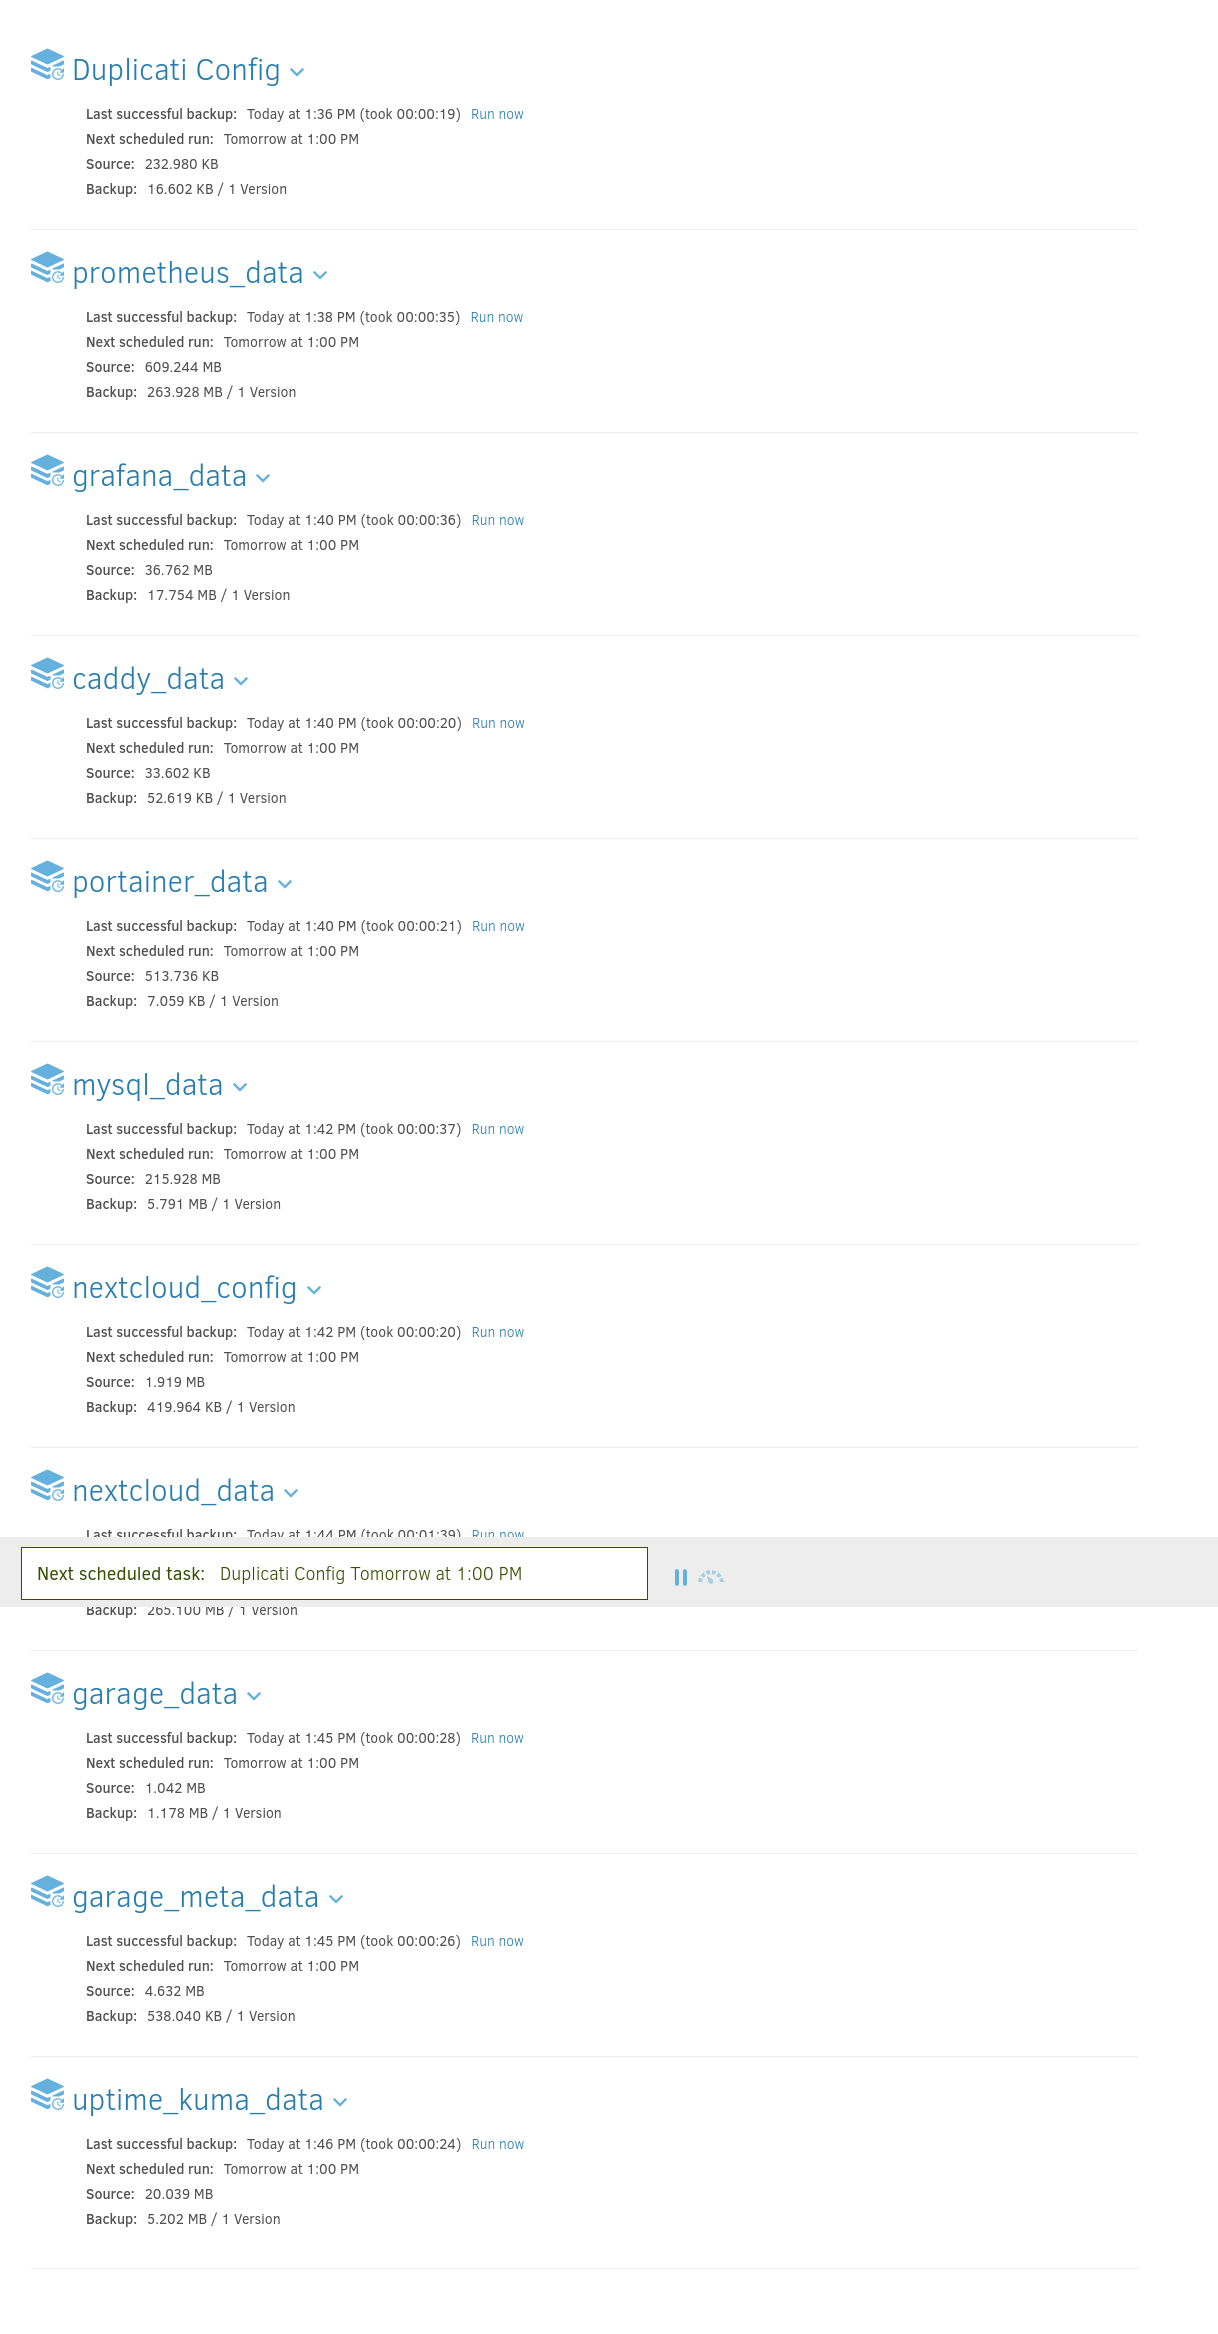 Duplicati Config
Last successful backup: Today at 1:36 PM (took 00:00:19) Run now
Next scheduled run: Tomorrow at 1:00 PM
Source: 232.980 KB
Backup: 16.602 KB / 1 Version
prometheus_data
Last successful backup: Today at 1:38 PM (took 00:00:35) Run now
Next scheduled run: Tomorrow at 1:00 PM
Source: 609.244 MB
Backup: 263.928 MB / 1 Version
grafana_data
Last successful backup: Today at 1:40 PM (took 00:00:36) Run now
Next scheduled run: Tomorrow at 1:00 PM
Source: 36.762 MB
Backup: 17.754 MB / 1 Version
caddy_data
Last successful backup: Today at 1:40 PM (took 00:00:20) Run now
Next scheduled run: Tomorrow at 1:00 PM
Source: 33.602 KB
Backup: 52.619 KB / 1 Version
portainer_data
Last successful backup: Today at 1:40 PM (took 00:00:21) Run now
Next scheduled run: Tomorrow at 1:00 PM
Source: 513.736 KB
Backup: 7.059 KB / 1 Version
mysql_data
Last successful backup: Today at 1:42 PM (took 00:00:37) Run now
Next scheduled run: Tomorrow at 1:00 PM
Source: 215.928 MB
Backup: 5.791 MB / 1 Version
nextcloud_config
Last successful backup: Today at 1:42 PM (took 00:00:20) Run now
Next scheduled run: Tomorrow at 1:00 PM
Source: 1.919 MB
Backup: 419.964 KB / 1 Version
nextcloud_data
Last successful backup: Today at 1:44 PM (took 00:01:39) Run now
Next scheduled task: Duplicati Config Tomorrow at 1:00 PM
Backup: 265.100 MB / 1 Version
garage_data
Last successful backup: Today at 1:45 PM (took 00:00:28) Run now
Next scheduled run: Tomorrow at 1:00 PM
Source: 1.042 MB
Backup: 1.178 MB / 1 Version
garage_meta_data
Last successful backup: Today at 1:45 PM (took 00:00:26) Run now
Next scheduled run: Tomorrow at 1:00 PM
Source: 4.632 MB
Backup: 538.040 KB / 1 Version
uptime_kuma_data
Last successful backup: Today at 1:46 PM (took 00:00:24) Run now
Next scheduled run: Tomorrow at 1:00 PM
Source: 20.039 MB
Backup: 5.202 MB / 1 Version